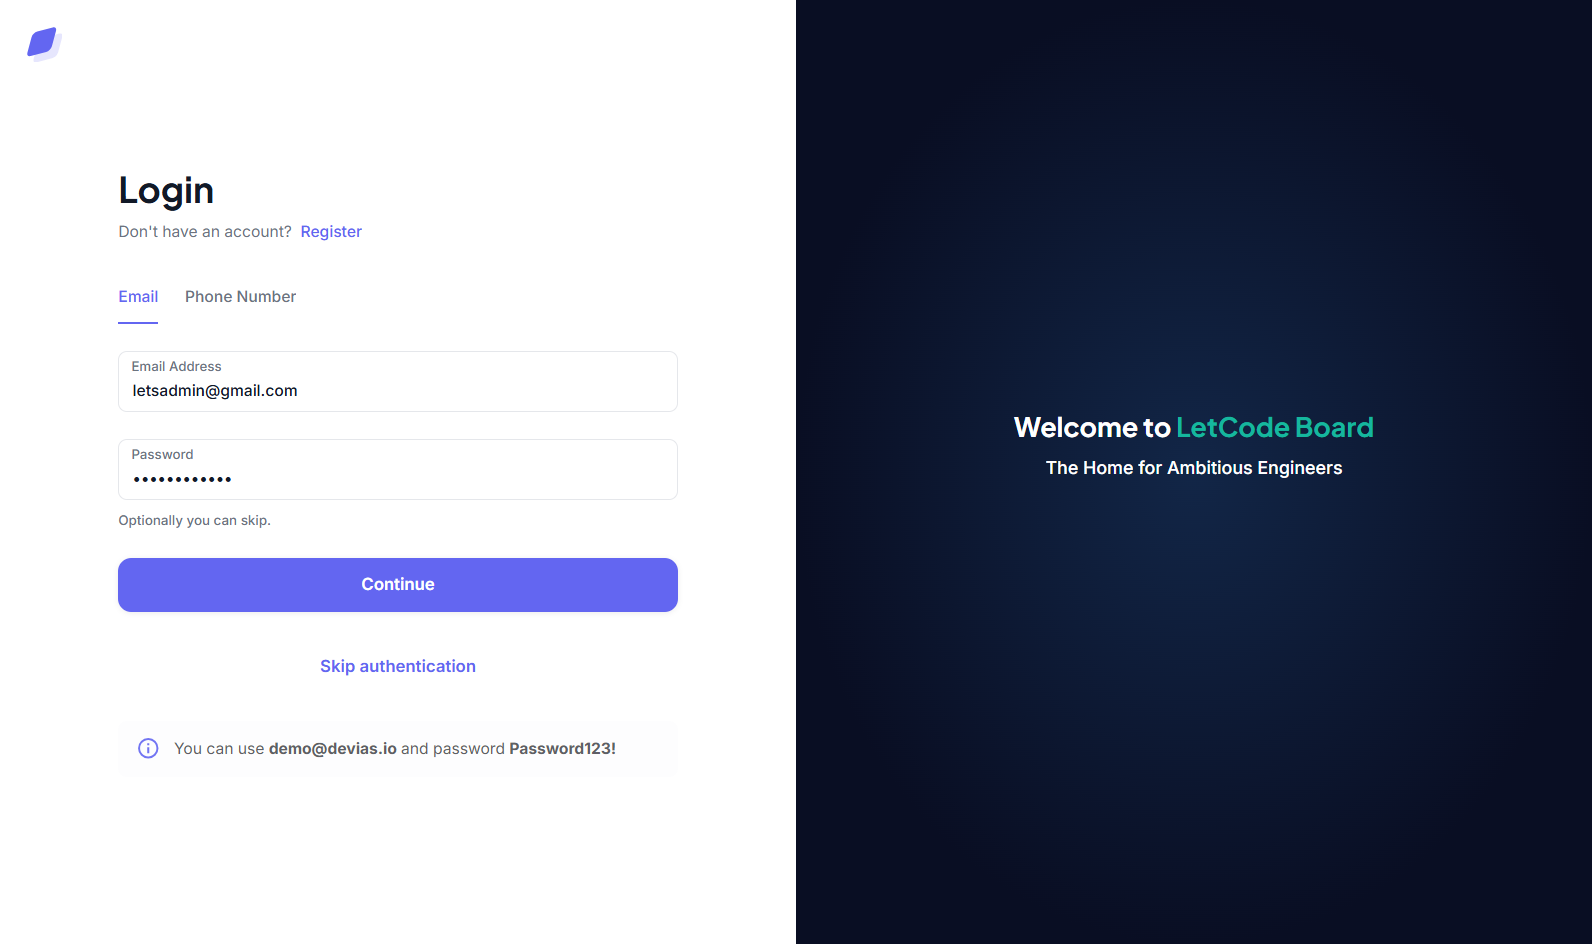 Login
Don't have an account? Register
Email
Phone Number
Email Address
letsadmin@gmail.com
Password
••••••••••••
Optionally you can skip.
Continue
Skip authentication
You can use demo@devias.io and password Password123!
Welcome to LetCode Board
The Home for Ambitious Engineers